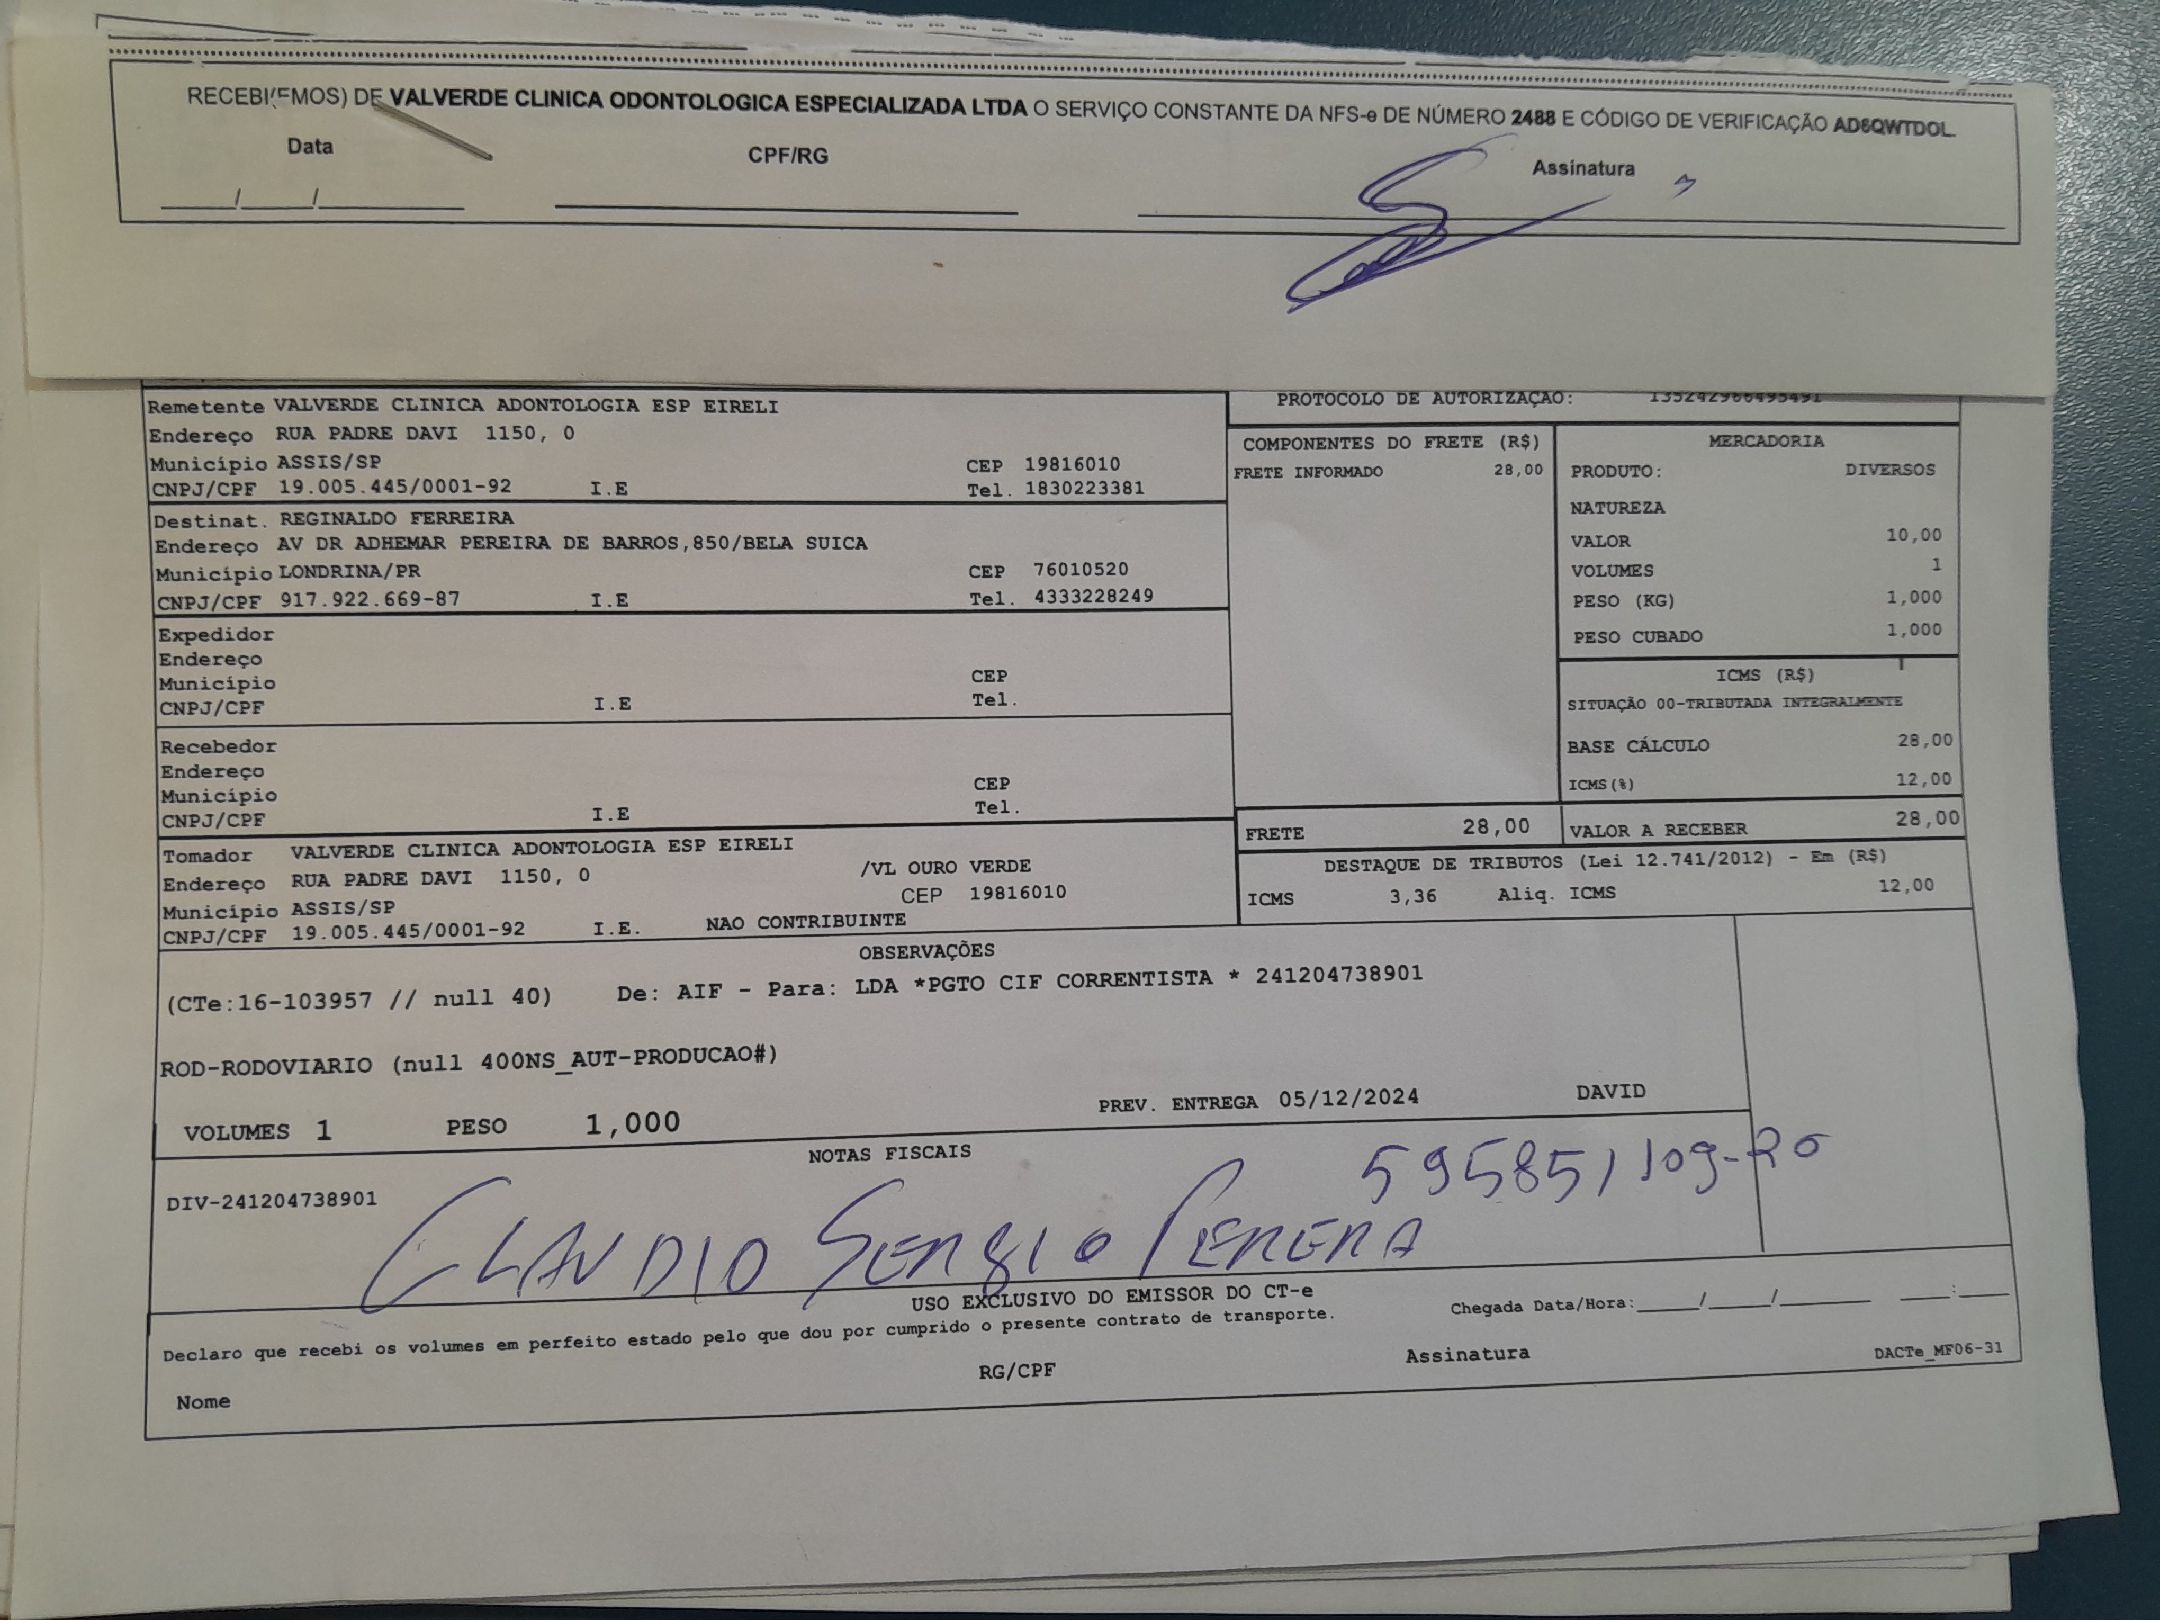 RECEBI(EMOS) DE VALVERDE CLINICA ODONTOLOGICA ESPECIALIZADA LTDA O SERVIÇO CONSTANTE DA NFS-e DE NÚMERO 2488 E CÓDIGO DE VERIFICAÇÃO AD6QWTDOL.
Data CPF/RG Assinatura
___/___/___
PROTOCOLO DE AUTORIZAÇÃO: 135242966495491
Remetente VALVERDE CLINICA ADONTOLOGIA ESP EIRELI
Endereço RUA PADRE DAVI 1150, 0
Município ASSIS/SP CEP 19816010
CNPJ/CPF 19.005.445/0001-92 I.E Tel. 1830223381
Destinat. REGINALDO FERREIRA
Endereço AV DR ADHEMAR PEREIRA DE BARROS,850/BELA SUICA
Município LONDRINA/PR CEP 76010520
CNPJ/CPF 917.922.669-87 I.E Tel. 4333228249
Expedidor
Endereço
Município CEP
CNPJ/CPF I.E Tel.
Recebedor
Endereço
Município CEP
CNPJ/CPF I.E Tel.
Tomador VALVERDE CLINICA ADONTOLOGIA ESP EIRELI
Endereço RUA PADRE DAVI 1150, 0 /VL OURO VERDE
Município ASSIS/SP CEP 19816010
CNPJ/CPF 19.005.445/0001-92 I.E. NAO CONTRIBUINTE
COMPONENTES DO FRETE (R$)
FRETE INFORMADO 28,00
MERCADORIA
PRODUTO: DIVERSOS
NATUREZA
VALOR 10,00
VOLUMES 1
PESO (KG) 1,000
PESO CUBADO 1,000
ICMS (R$)
SITUAÇÃO 00-TRIBUTADA INTEGRALMENTE
BASE CÁLCULO 28,00
ICMS(%) 12,00
FRETE 28,00 VALOR A RECEBER 28,00
DESTAQUE DE TRIBUTOS (Lei 12.741/2012) - Em (R$)
ICMS 3,36 Aliq. ICMS 12,00
OBSERVAÇÕES
(CTe:16-103957 // null 40) De: AIF - Para: LDA *PGTO CIF CORRENTISTA * 241204738901
ROD-RODOVIARIO (null 400NS_AUT-PRODUCAO#)
VOLUMES 1 PESO 1,000 PREV. ENTREGA 05/12/2024 DAVID
NOTAS FISCAIS
DIV-241204738901
595851109-20
CLAUDIO SERGIO PERERA
USO EXCLUSIVO DO EMISSOR DO CT-e
Declaro que recebi os volumes em perfeito estado pelo que dou por cumprido o presente contrato de transporte. Chegada Data/Hora:____/____/______ ___:___
Nome RG/CPF Assinatura DACTe_MF06-31